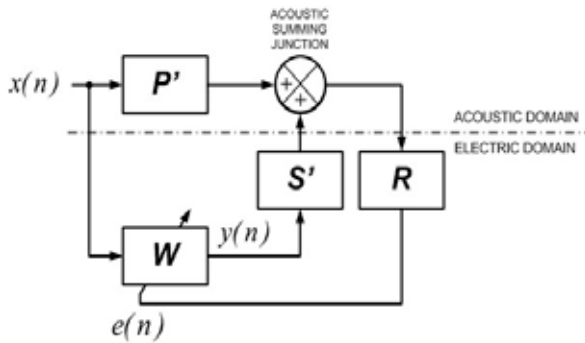 ACOUSTIC
SUMMING
JUNCTION
x(n)
P'
+
+
ACOUSTIC DOMAIN
ELECTRIC DOMAIN
S'
R
W
y(n)
e(n)